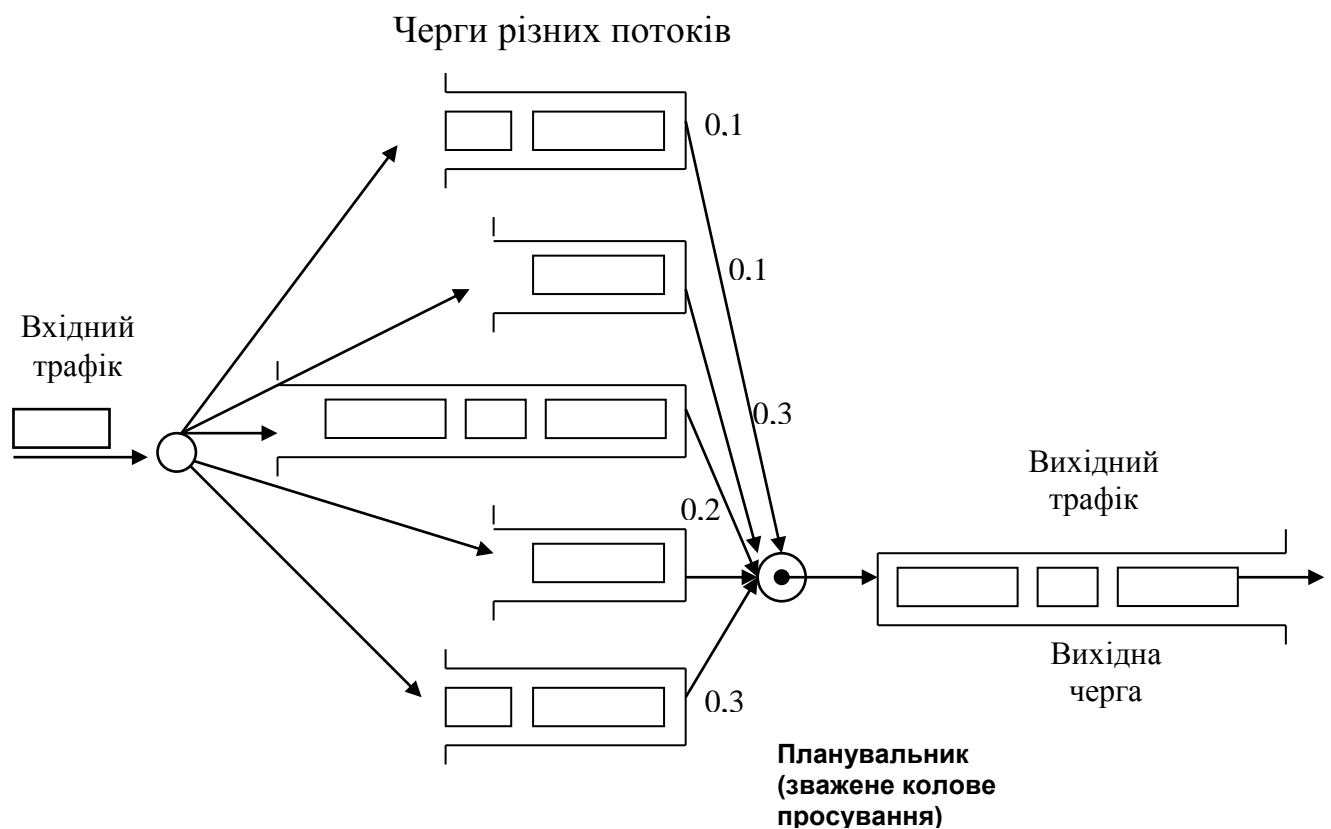 Черги різних потоків
0,1
0,1
Вхідний
трафік
0,3
Вихідний
трафік
0,2
Вихідна
черга
0,3
Планувальник
(зважене колове
просування)